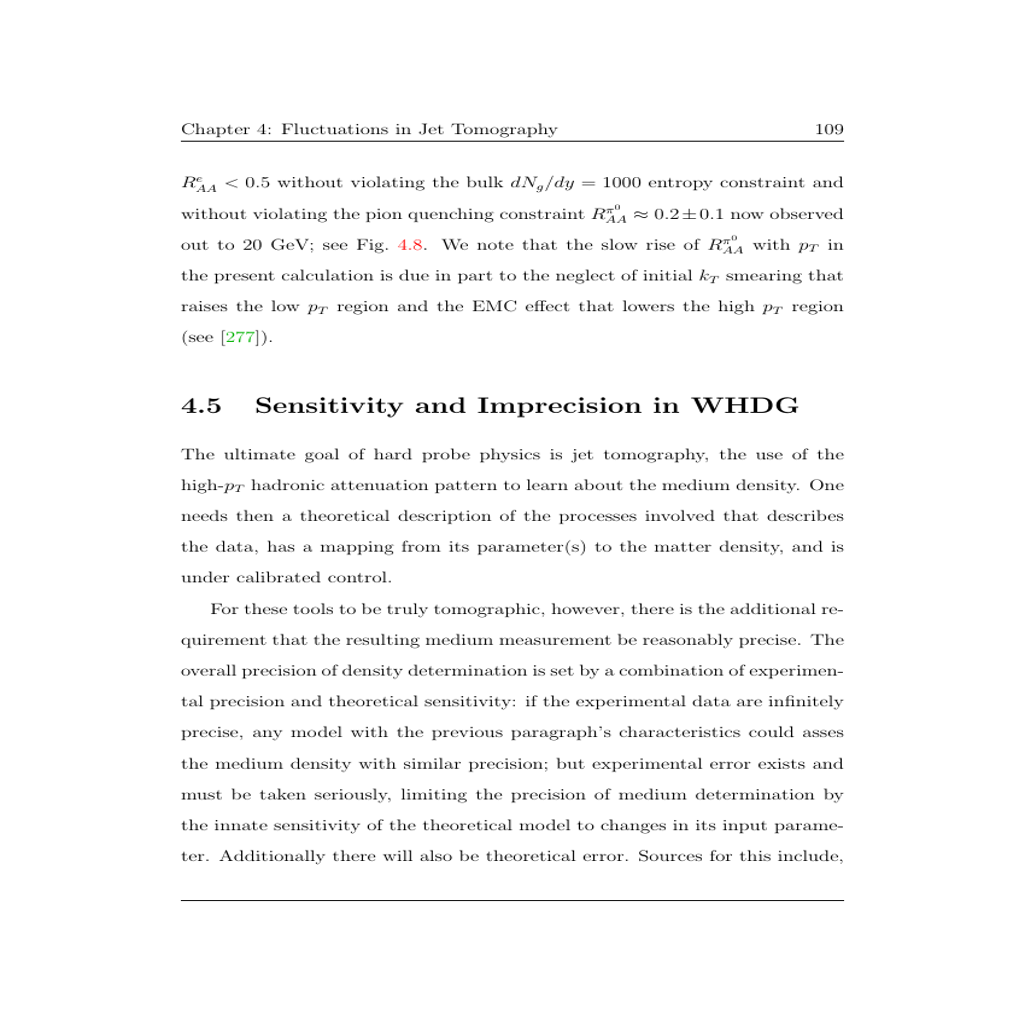 Chapter 4: Fluctuations in Jet Tomography 109
$R^{e}_{AA}$ < 0.5 without violating the bulk $dN_g/dy$ = 1000 entropy constraint and
without violating the pion quenching constraint $R^{\pi^0}_{AA}$ ≈ 0.2±0.1 now observed
out to 20 GeV; see Fig. 4.8. We note that the slow rise of $R^{\pi^0}_{AA}$ with $p_T$ in
the present calculation is due in part to the neglect of initial $k_T$ smearing that
raises the low $p_T$ region and the EMC effect that lowers the high $p_T$ region
(see [277]).
4.5 Sensitivity and Imprecision in WHDG
The ultimate goal of hard probe physics is jet tomography, the use of the
high-$p_T$ hadronic attenuation pattern to learn about the medium density. One
needs then a theoretical description of the processes involved that describes
the data, has a mapping from its parameter(s) to the matter density, and is
under calibrated control.
For these tools to be truly tomographic, however, there is the additional re-
quirement that the resulting medium measurement be reasonably precise. The
overall precision of density determination is set by a combination of experimen-
tal precision and theoretical sensitivity: if the experimental data are infinitely
precise, any model with the previous paragraph's characteristics could asses
the medium density with similar precision; but experimental error exists and
must be taken seriously, limiting the precision of medium determination by
the innate sensitivity of the theoretical model to changes in its input parame-
ter. Additionally there will also be theoretical error. Sources for this include,